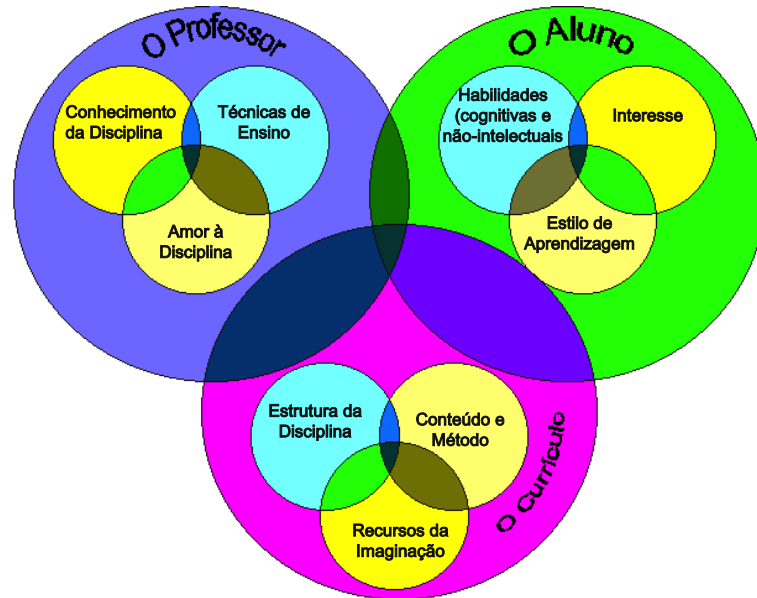 O Professor
Conhecimento
da Disciplina
Técnicas de
Ensino
Amor à
Disciplina
O Aluno
Habilidades
(cognitivas e
não-intelectuais
Interesse
Estilo de
Aprendizagem
Estrutura da
Disciplina
Conteúdo e
Método
Recursos da
Imaginação
O Currículo